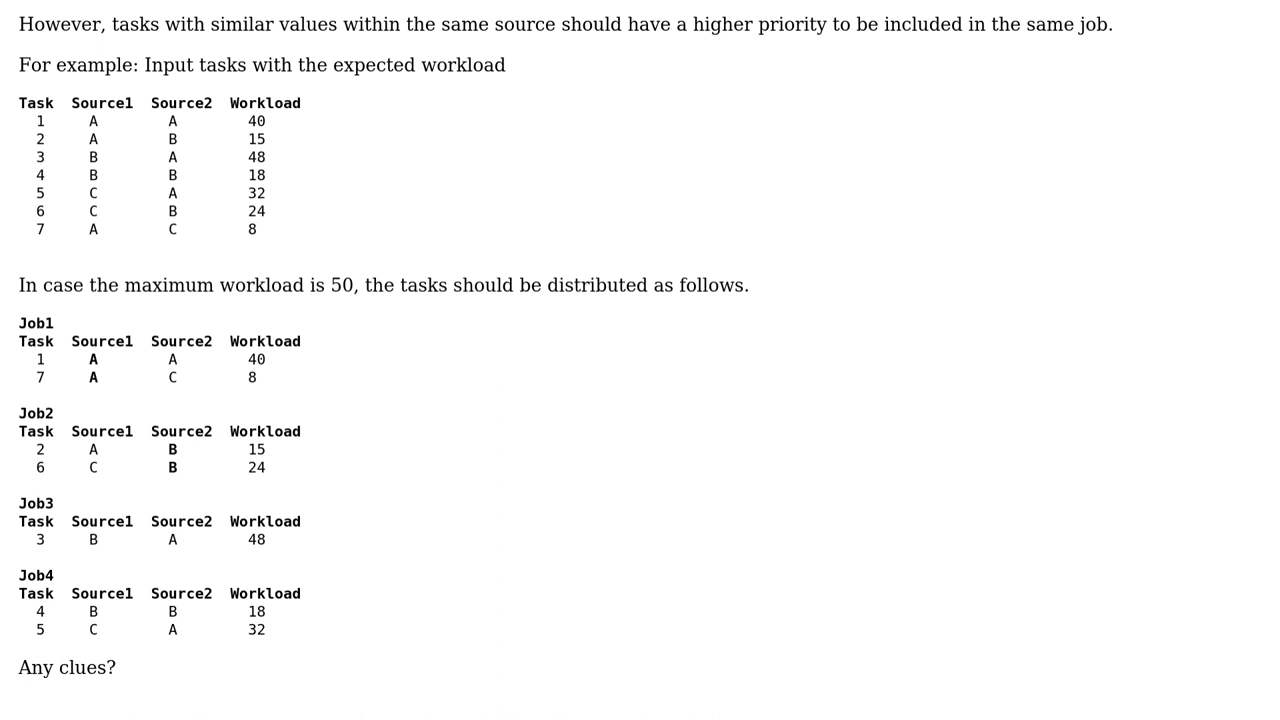 However, tasks with similar values within the same source should have a higher priority to be included in the same job.
For example: Input tasks with the expected workload
Task Source1 Source2 Workload
1 A A 40
2 A B 15
3 B A 48
4 B B 18
5 C A 32
6 C B 24
7 A C 8
In case the maximum workload is 50, the tasks should be distributed as follows.
Job1
Task Source1 Source2 Workload
1 A A 40
7 A C 8
Job2
Task Source1 Source2 Workload
2 A B 15
6 C B 24
Job3
Task Source1 Source2 Workload
3 B A 48
Job4
Task Source1 Source2 Workload
4 B B 18
5 C A 32
Any clues?